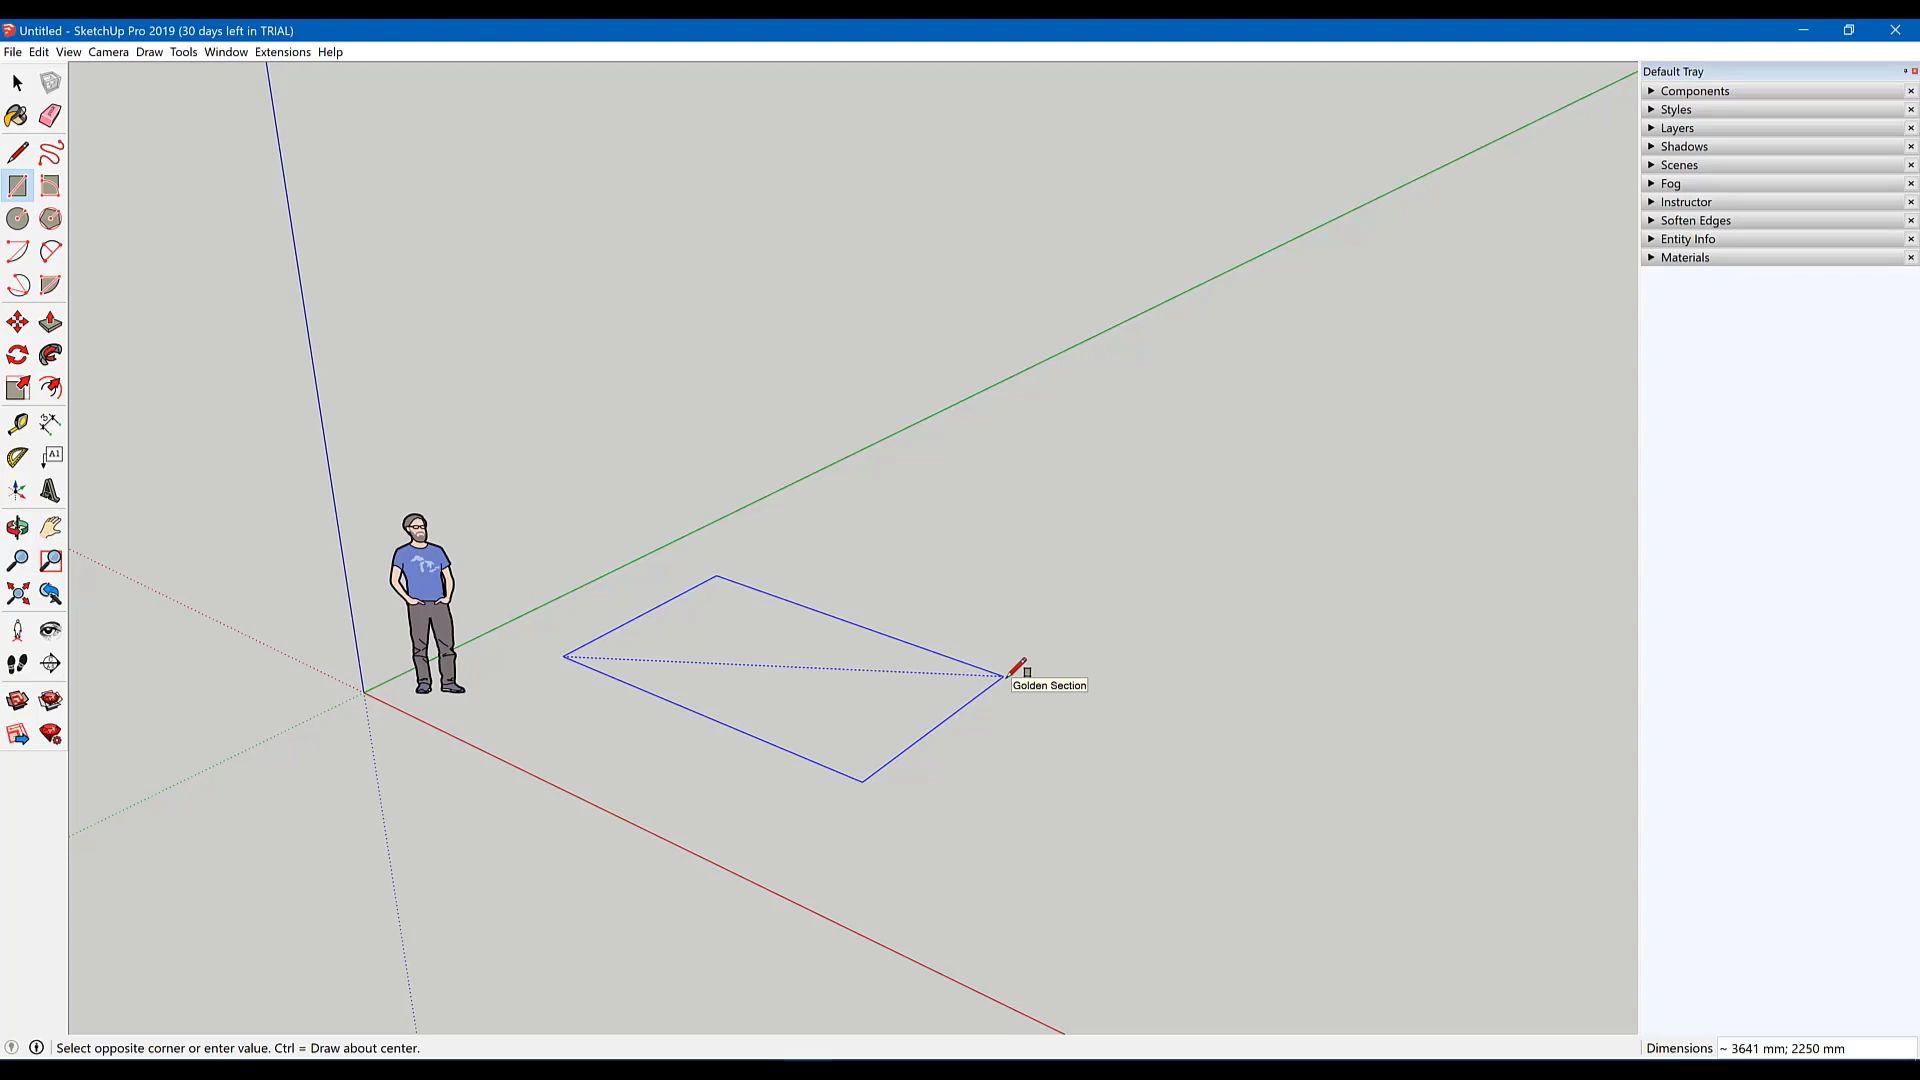 Untitled - SketchUp Pro 2019 (30 days left in TRIAL)
File Edit View Camera Draw Tools Window Extensions Help
Default Tray
Components
Styles
Layers
Shadows
Scenes
Fog
Instructor
Soften Edges
Entity Info
Materials
A1
Golden Section
Select opposite corner or enter value. Ctrl = Draw about center.
Dimensions ~ 3641 mm; 2250 mm